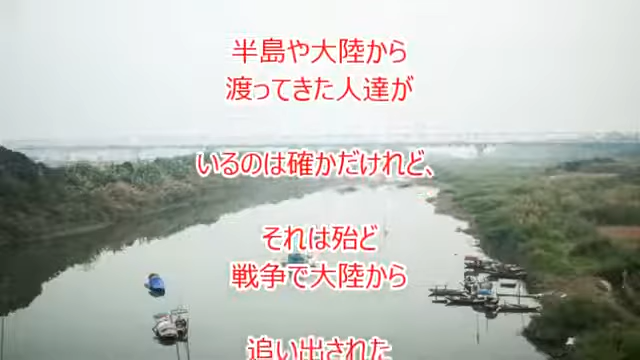 半島や大陸から
渡ってきた人達が
いるのは確かだけれど、
それは殆ど
戦争で大陸から
追い出された